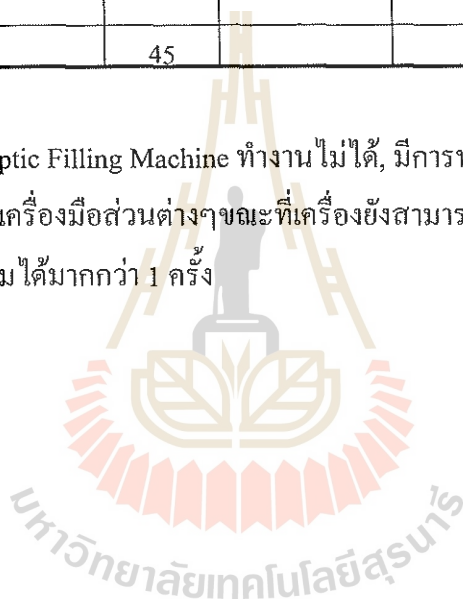 45
ptic Filling Machine ทำงานไม่ได้, มีการ
เครื่องมือส่วนต่างๆขณะที่เครื่องยังสามาร
มได้มากกว่า 1 ครั้ง
มหาวิทยาลัยเทคโนโลยีสุรนารี